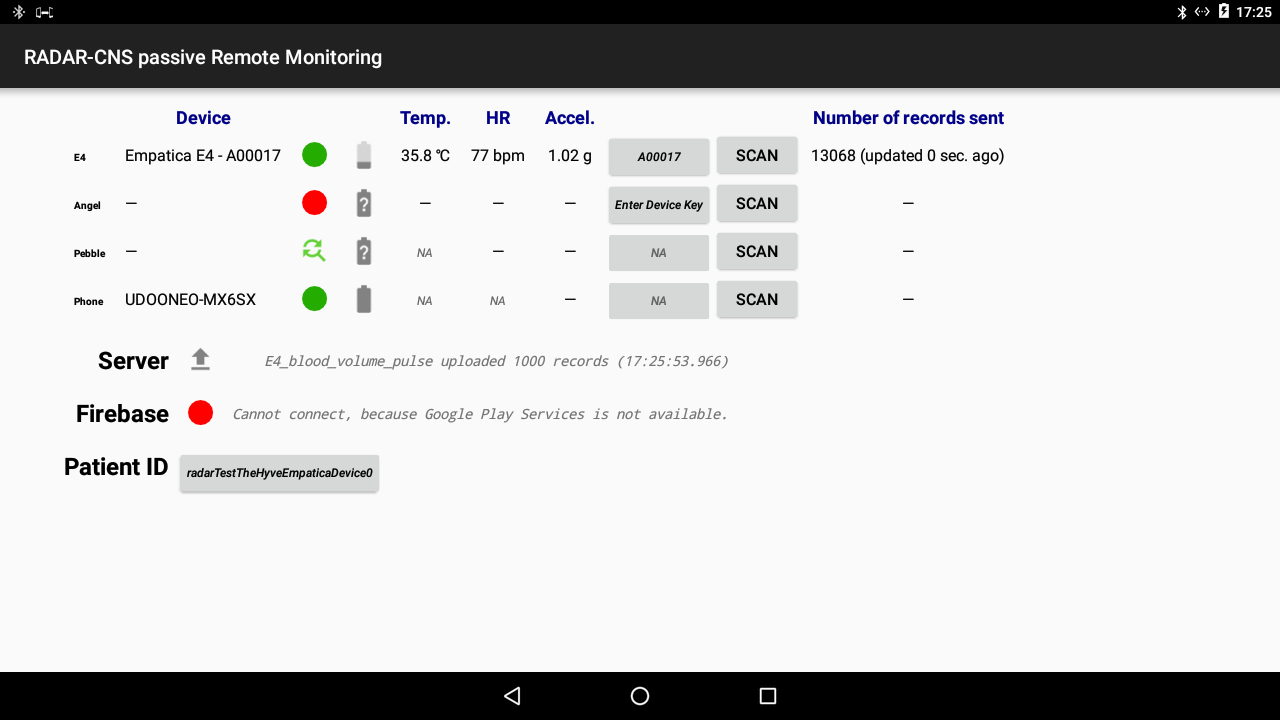 17:25
RADAR-CNS passive Remote Monitoring
Device Temp. HR Accel. Number of records sent
E4 Empatica E4 - A00017 35.8 ℃ 77 bpm 1.02 g A00017 SCAN 13068 (updated 0 sec. ago)
Angel — ? — — — Enter Device Key SCAN —
Pebble — ? NA — — NA SCAN —
Phone UDOONEO-MX6SX NA NA — NA SCAN —
Server E4_blood_volume_pulse uploaded 1000 records (17:25:53.966)
Firebase Cannot connect, because Google Play Services is not available.
Patient ID radarTestTheHyveEmpaticaDevice0